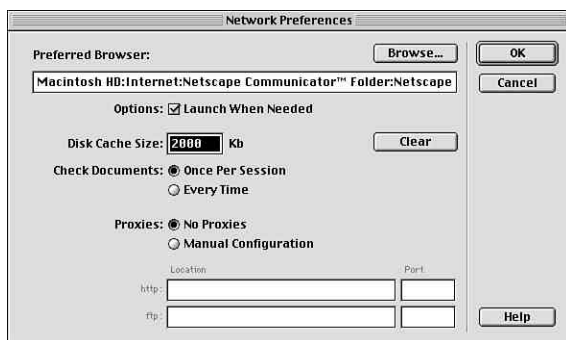 Network Preferences
Preferred Browser:
Browse...
OK
Macintosh HD:Internet:Netscape Communicator™ Folder:Netscape
Cancel
Options: Launch When Needed
Disk Cache Size: 2000 Kb
Clear
Check Documents: Once Per Session
Every Time
Proxies: No Proxies
Manual Configuration
Location Port
http:
ftp:
Help